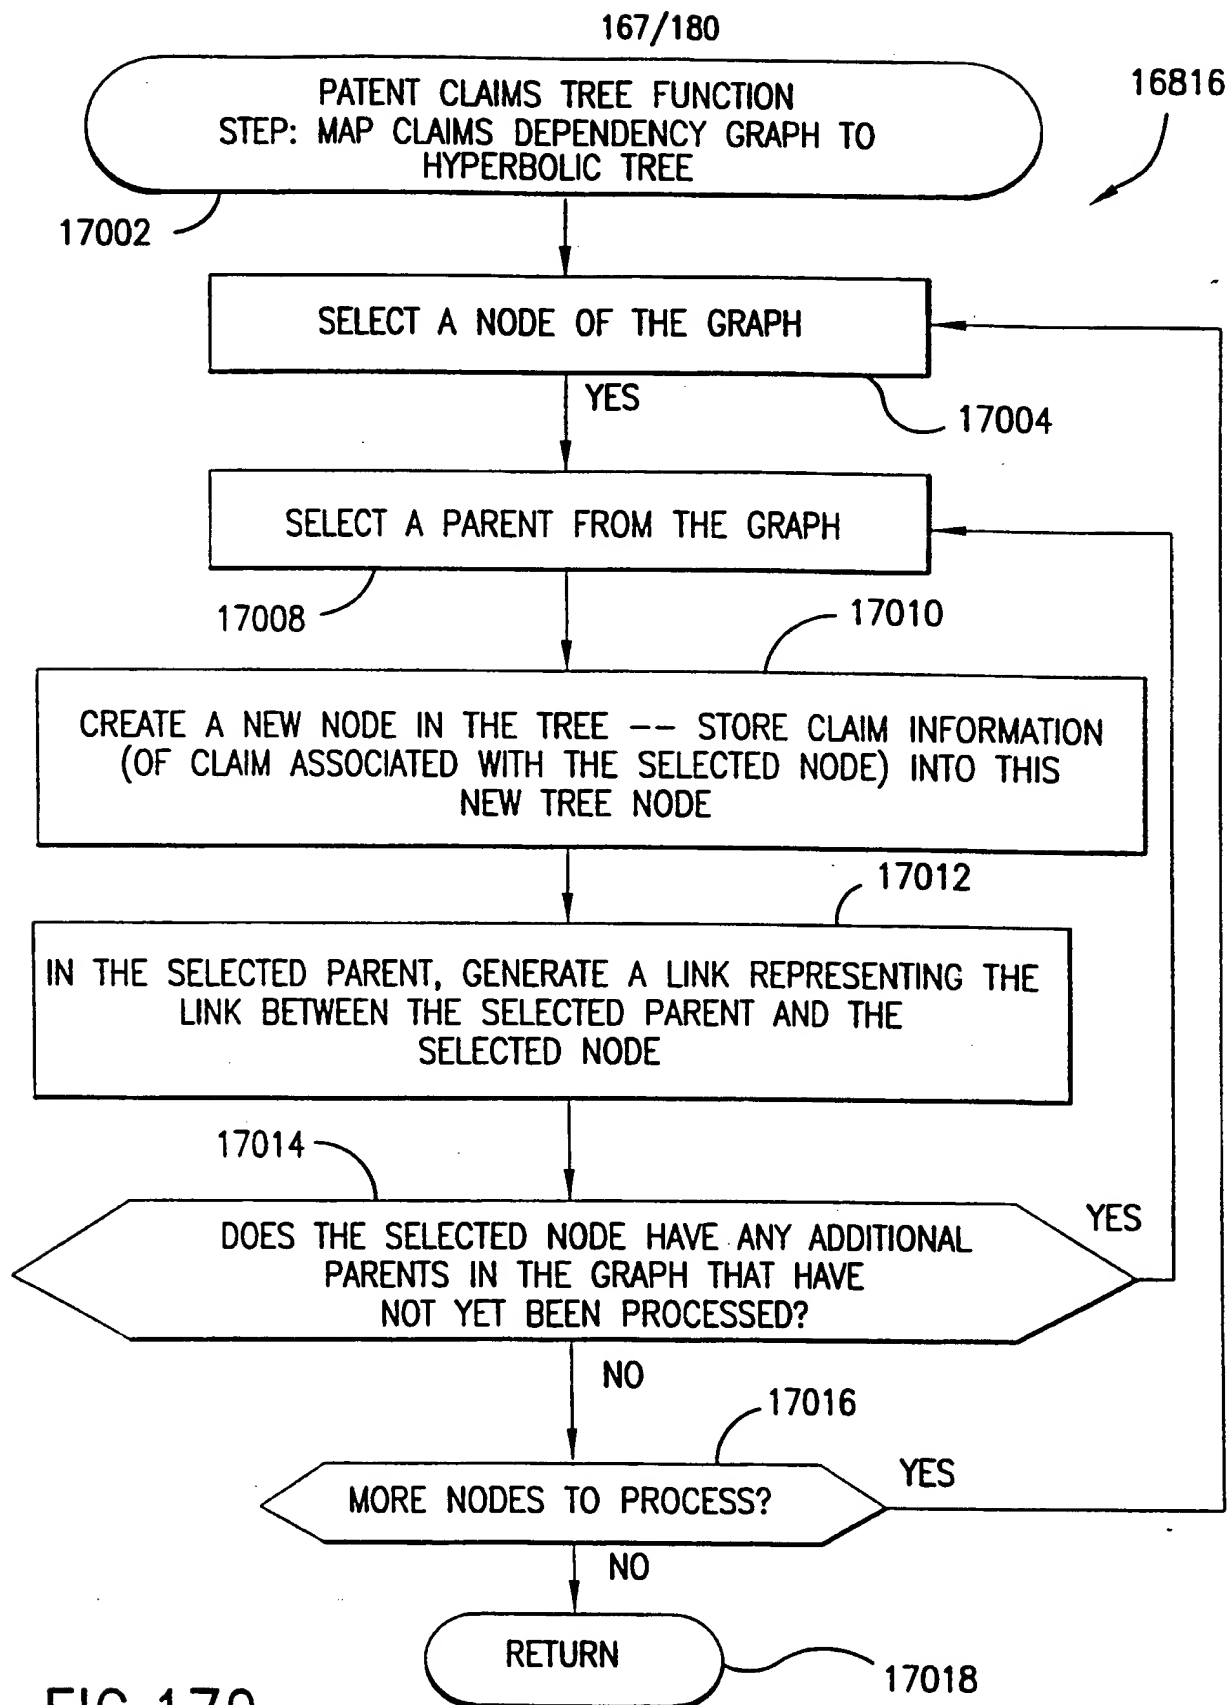 167/180
PATENT CLAIMS TREE FUNCTION
STEP: MAP CLAIMS DEPENDENCY GRAPH TO
HYPERBOLIC TREE
16816
17002
SELECT A NODE OF THE GRAPH
YES
17004
SELECT A PARENT FROM THE GRAPH
17008
17010
CREATE A NEW NODE IN THE TREE -- STORE CLAIM INFORMATION
(OF CLAIM ASSOCIATED WITH THE SELECTED NODE) INTO THIS
NEW TREE NODE
17012
IN THE SELECTED PARENT, GENERATE A LINK REPRESENTING THE
LINK BETWEEN THE SELECTED PARENT AND THE
SELECTED NODE
17014
YES
DOES THE SELECTED NODE HAVE ANY ADDITIONAL
PARENTS IN THE GRAPH THAT HAVE
NOT YET BEEN PROCESSED?
NO
17016
YES
MORE NODES TO PROCESS?
NO
RETURN
17018